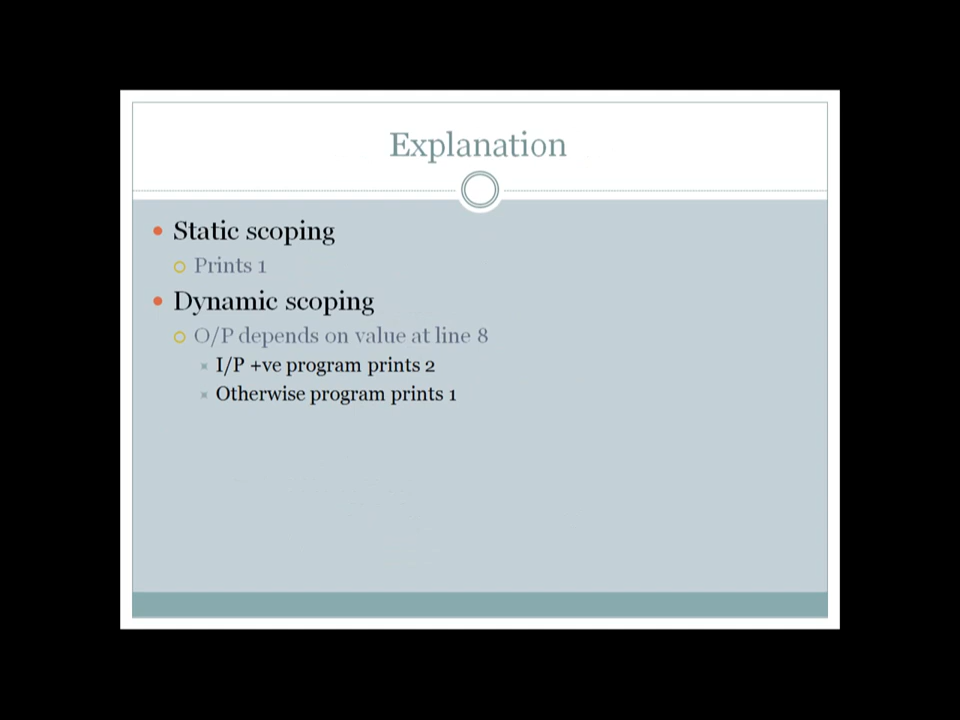 Explanation
Static scoping
Prints 1
Dynamic scoping
O/P depends on value at line 8
I/P +ve program prints 2
Otherwise program prints 1